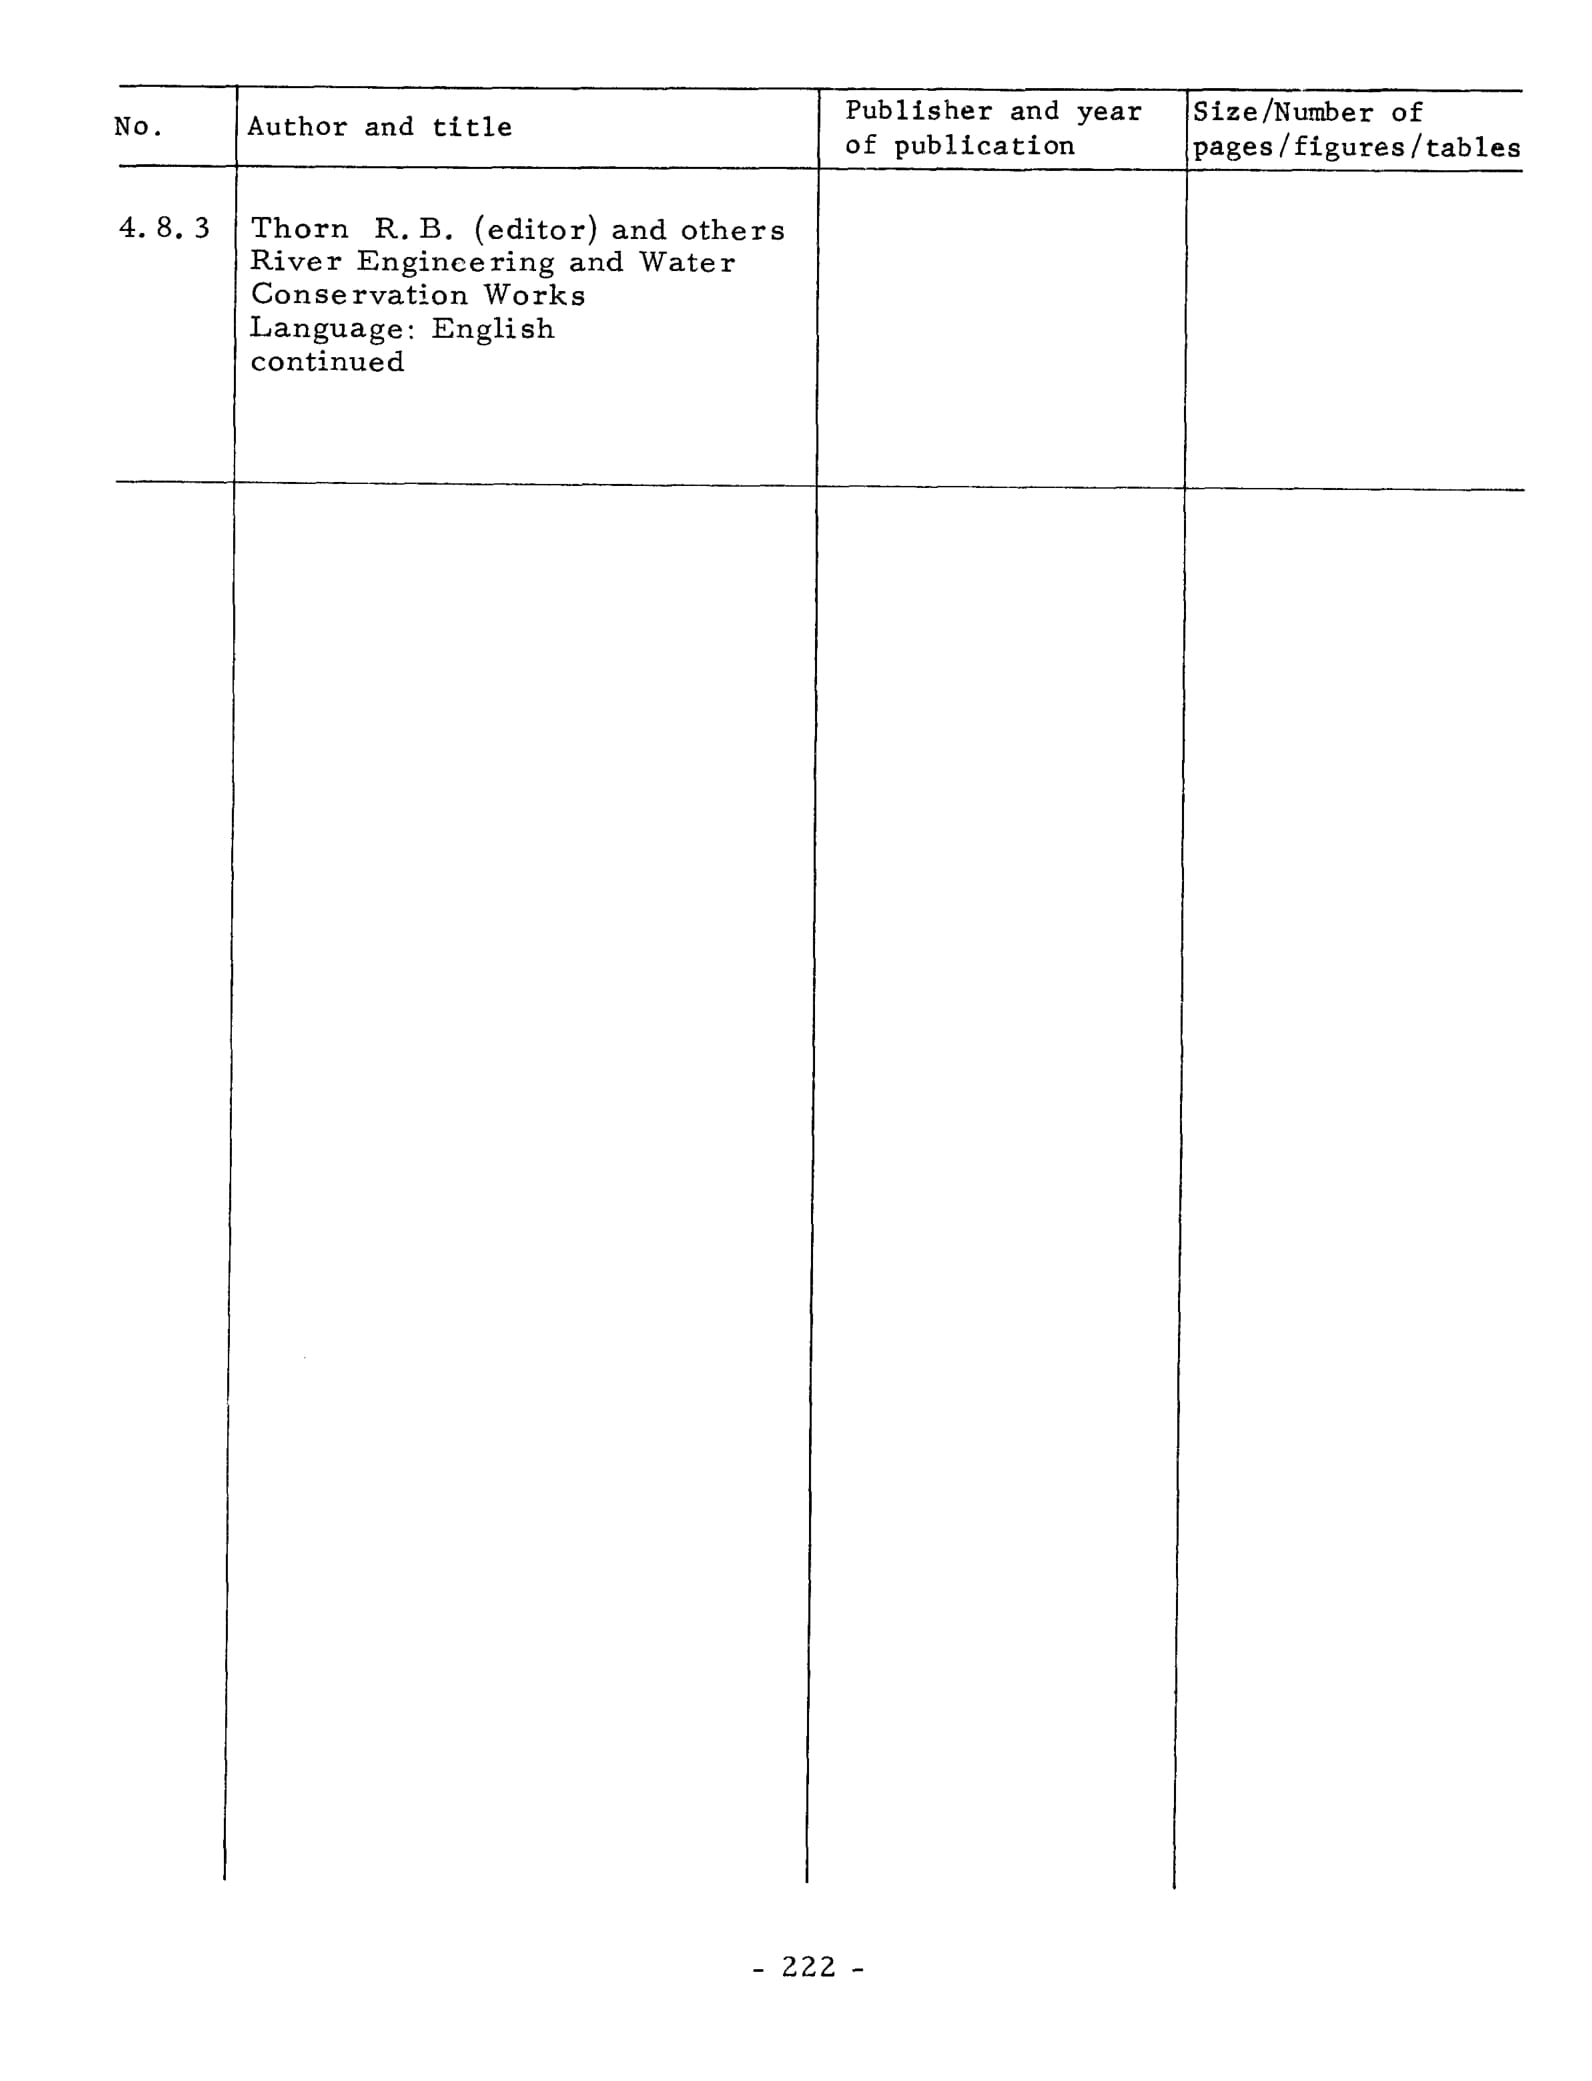 No.
Author and title
Publisher and year
of publication
Size/Number of
pages/figures/tables
4.8.3
Thorn R.B. (editor) and others
River Engineering and Water
Conservation Works
Language: English
continued
- 222 -